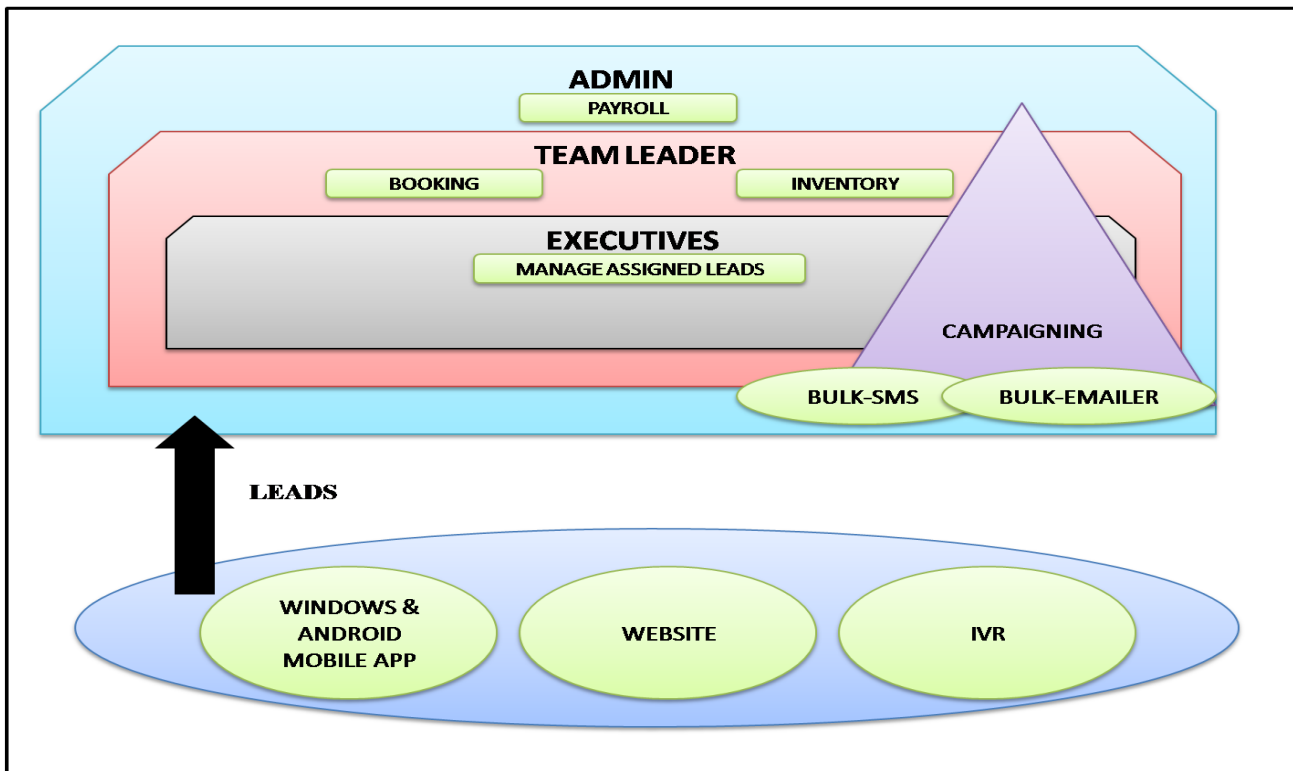 ADMIN
PAYROLL
TEAM LEADER
BOOKING
INVENTORY
EXECUTIVES
MANAGE ASSIGNED LEADS
CAMPAIGNING
BULK-SMS
BULK-EMAILER
LEADS
WINDOWS &
ANDROID
MOBILE APP
WEBSITE
IVR